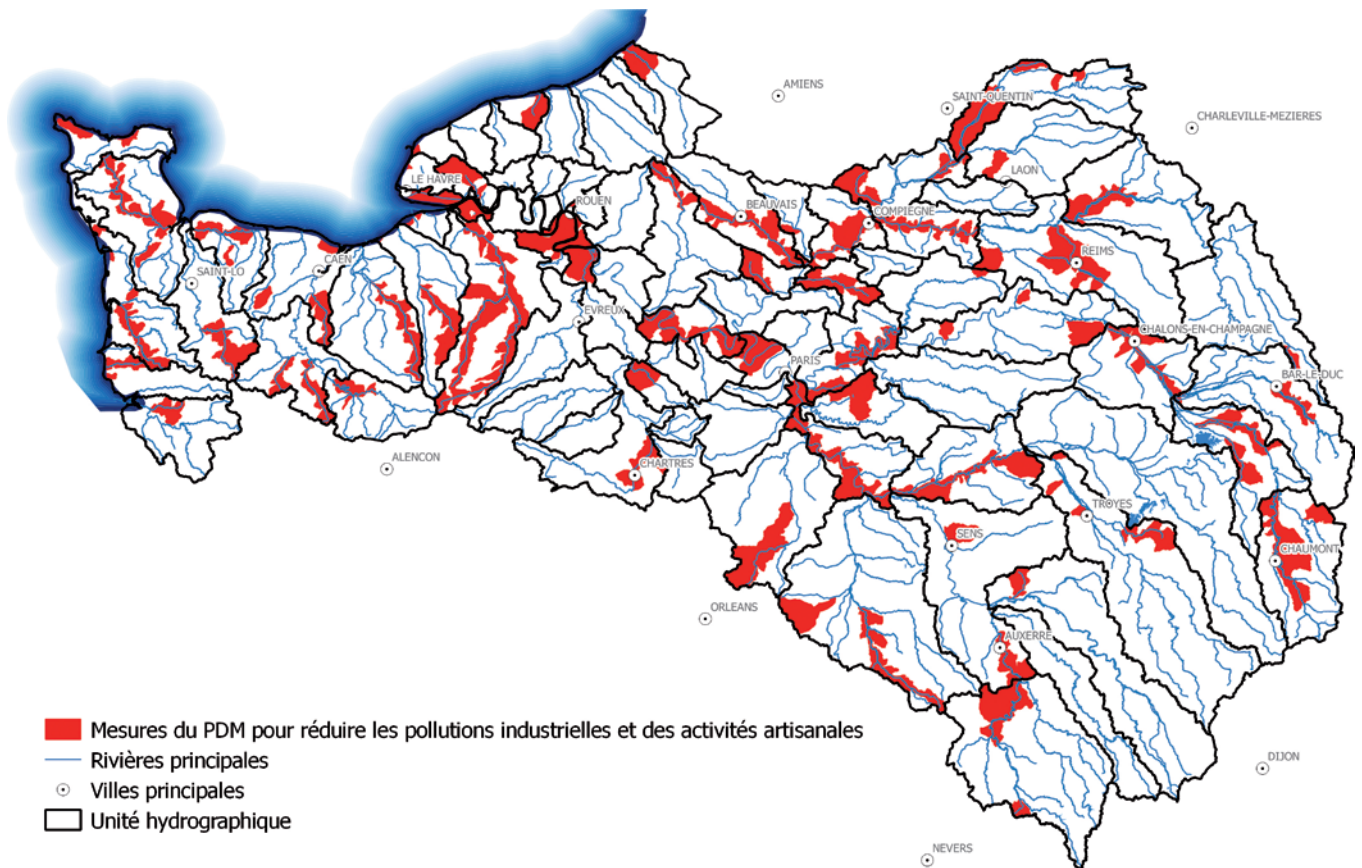 AMIENS
SAINT-QUENTIN
CHARLEVILLE-MEZIERES
LAON
LE HAVRE
ROUEN
BEAUVAIS
COMPIEGNE
REIMS
CAEN
SAINT-LO
EVREUX
CHALONS-EN-CHAMPAGNE
PARIS
BAR-LE-DUC
ALENCON
CHARTRES
TROYES
SENS
CHAUMONT
ORLEANS
AUXERRE
DIJON
NEVERS
Mesures du PDM pour réduire les pollutions industrielles et des activités artisanales
Rivières principales
Villes principales
Unité hydrographique